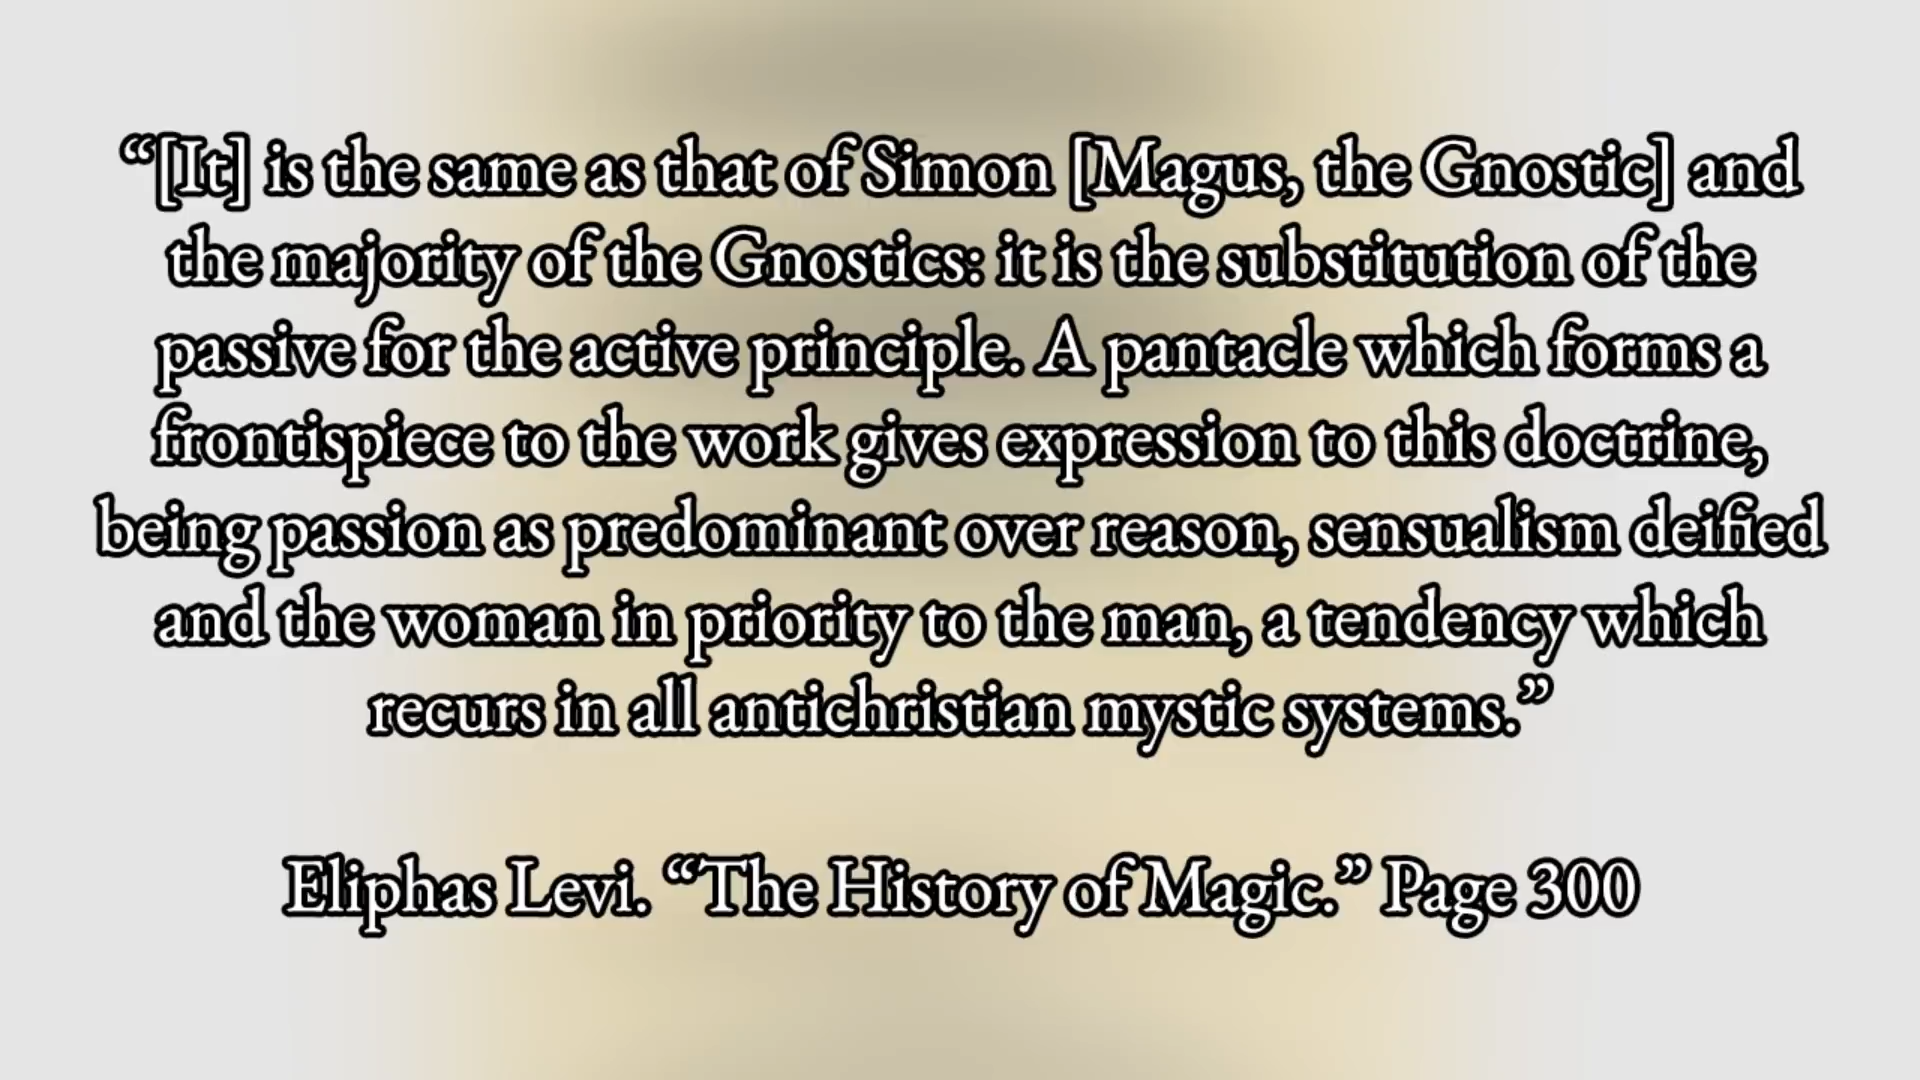 “[It] is the same as that of Simon [Magus, the Gnostic] and
the majority of the Gnostics: it is the substitution of the
passive for the active principle. A pantacle which forms a
frontispiece to the work gives expression to this doctrine,
being passion as predominant over reason, sensualism deified
and the woman in priority to the man, a tendency which
recurs in all antichristian mystic systems.”
Eliphas Levi. “The History of Magic.” Page 300